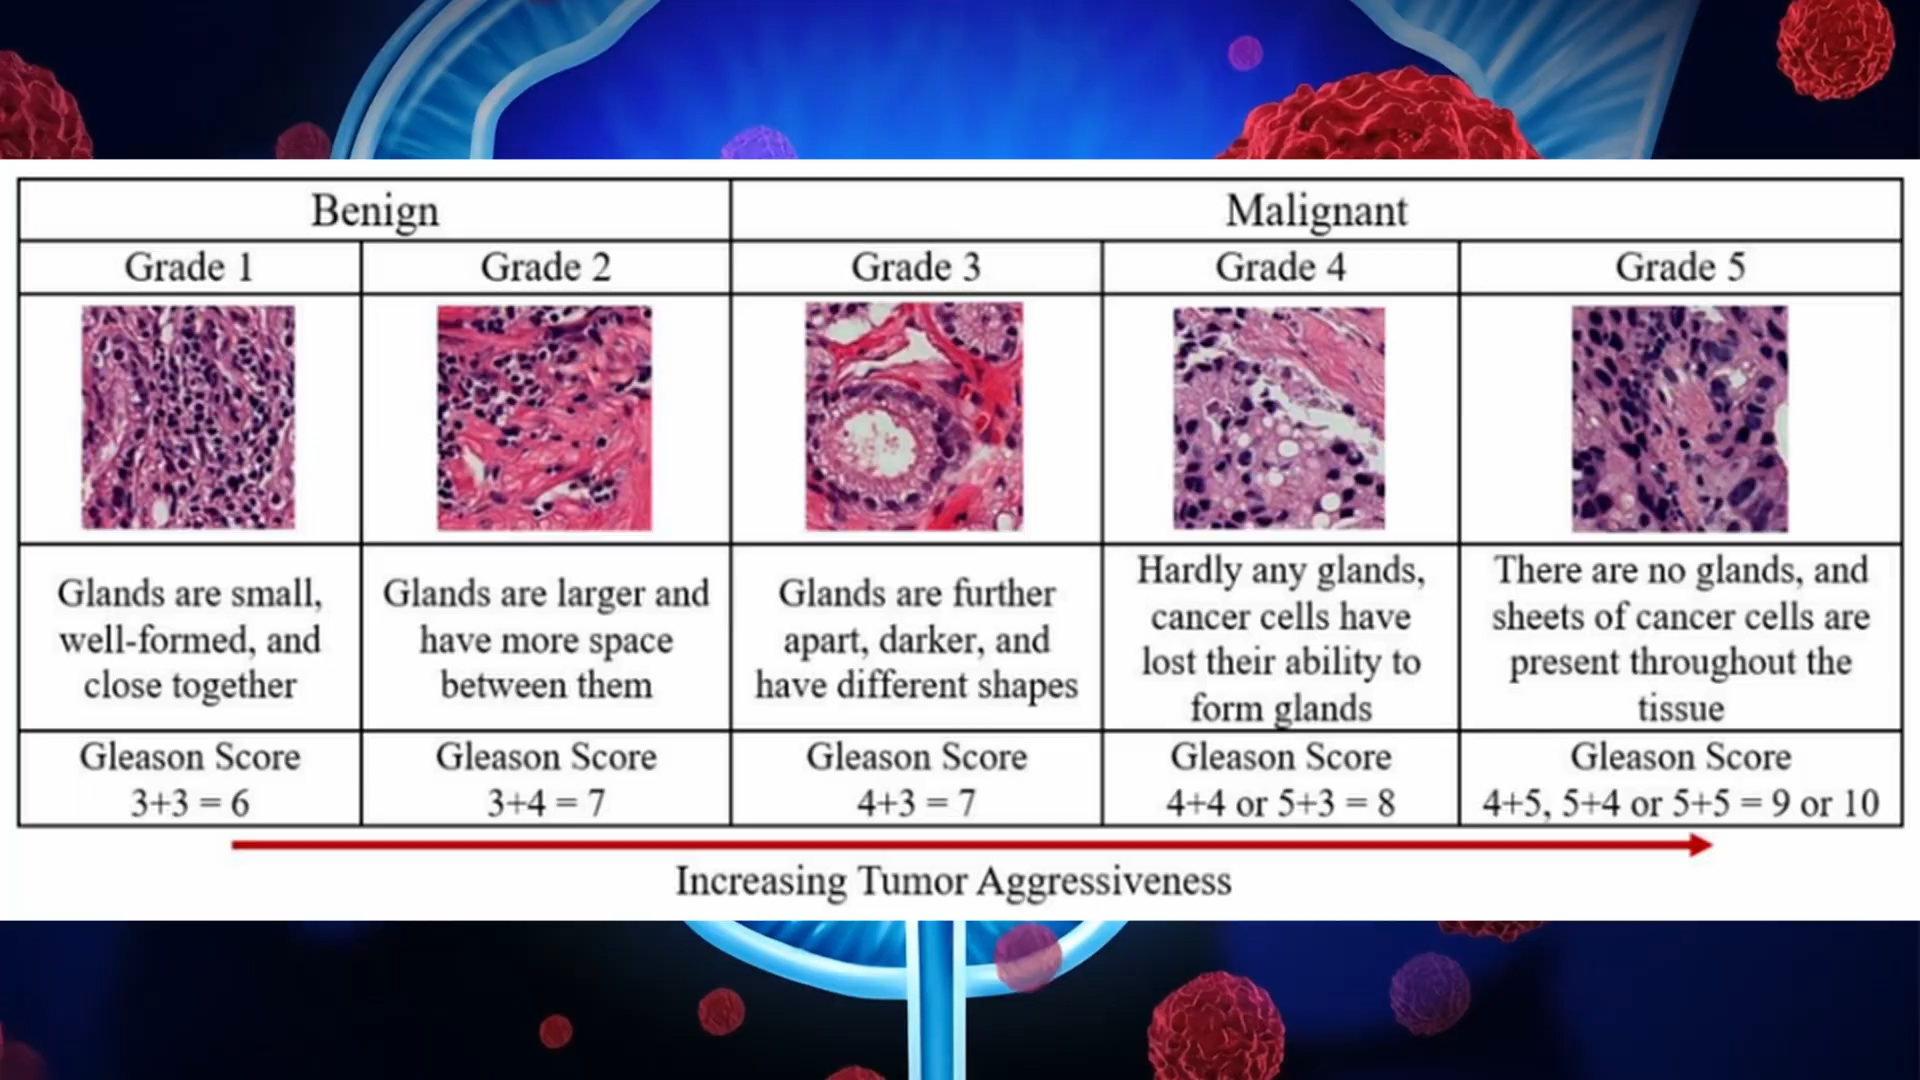 Benign
Malignant
Grade 1
Grade 2
Grade 3
Grade 4
Grade 5
Glands are small,
well-formed, and
close together
Glands are larger and
have more space
between them
Glands are further
apart, darker, and
have different shapes
Hardly any glands,
cancer cells have
lost their ability to
form glands
There are no glands, and
sheets of cancer cells are
present throughout the
tissue
Gleason Score
3+3 = 6
Gleason Score
3+4 = 7
Gleason Score
4+3 = 7
Gleason Score
4+4 or 5+3 = 8
Gleason Score
4+5, 5+4 or 5+5 = 9 or 10
Increasing Tumor Aggressiveness